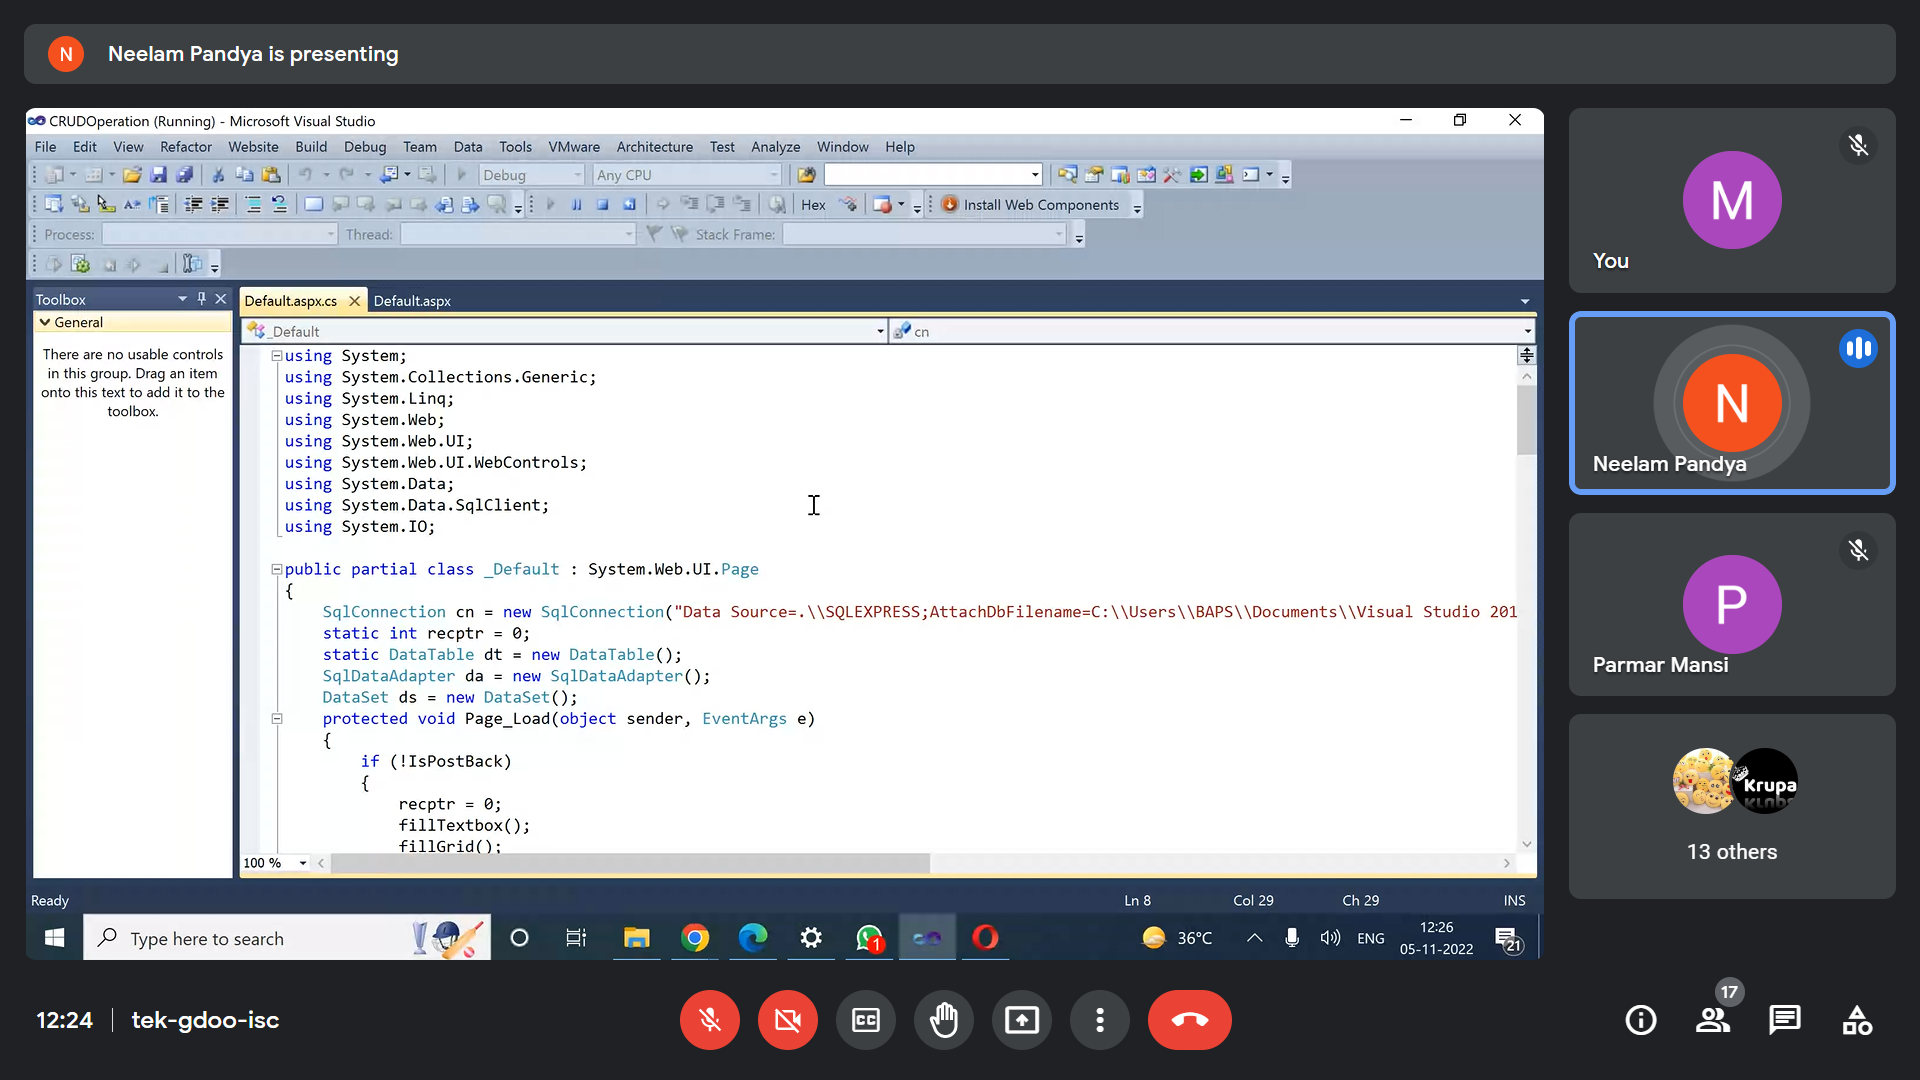 N Neelam Pandya is presenting
CRUDOperation (Running) - Microsoft Visual Studio
File Edit View Refactor Website Build Debug Team Data Tools VMware Architecture Test Analyze Window Help
Debug Any CPU
Hex Install Web Components
Process: Thread: Stack Frame:
Toolbox
General
There are no usable controls
in this group. Drag an item
onto this text to add it to the
toolbox.
Default.aspx.cs Default.aspx
_Default cn
using System;
using System.Collections.Generic;
using System.Linq;
using System.Web;
using System.Web.UI;
using System.Web.UI.WebControls;
using System.Data;
using System.Data.SqlClient;
using System.IO;
public partial class _Default : System.Web.UI.Page
{
SqlConnection cn = new SqlConnection("Data Source=.\\SQLEXPRESS;AttachDbFilename=C:\\Users\\BAPS\\Documents\\Visual Studio 201
static int recptr = 0;
static DataTable dt = new DataTable();
SqlDataAdapter da = new SqlDataAdapter();
DataSet ds = new DataSet();
protected void Page_Load(object sender, EventArgs e)
{
if (!IsPostBack)
{
recptr = 0;
fillTextbox();
fillGrid();
100 %
Ready Ln 8 Col 29 Ch 29 INS
Type here to search
1
36°C
ENG
12:26
05-11-2022
21
M
You
N
Neelam Pandya
P
Parmar Mansi
Krupa
13 others
12:24 | tek-gdoo-isc
CC
17